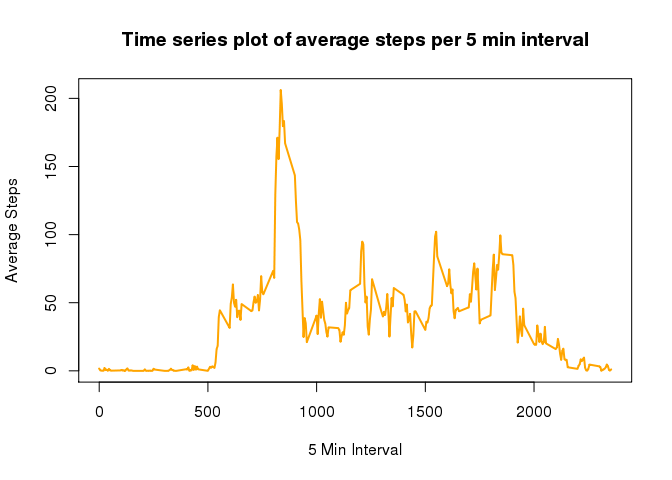 Time series plot of average steps per 5 min interval
Average Steps
200
150
100
50
0
0 500 1000 1500 2000
5 Min Interval